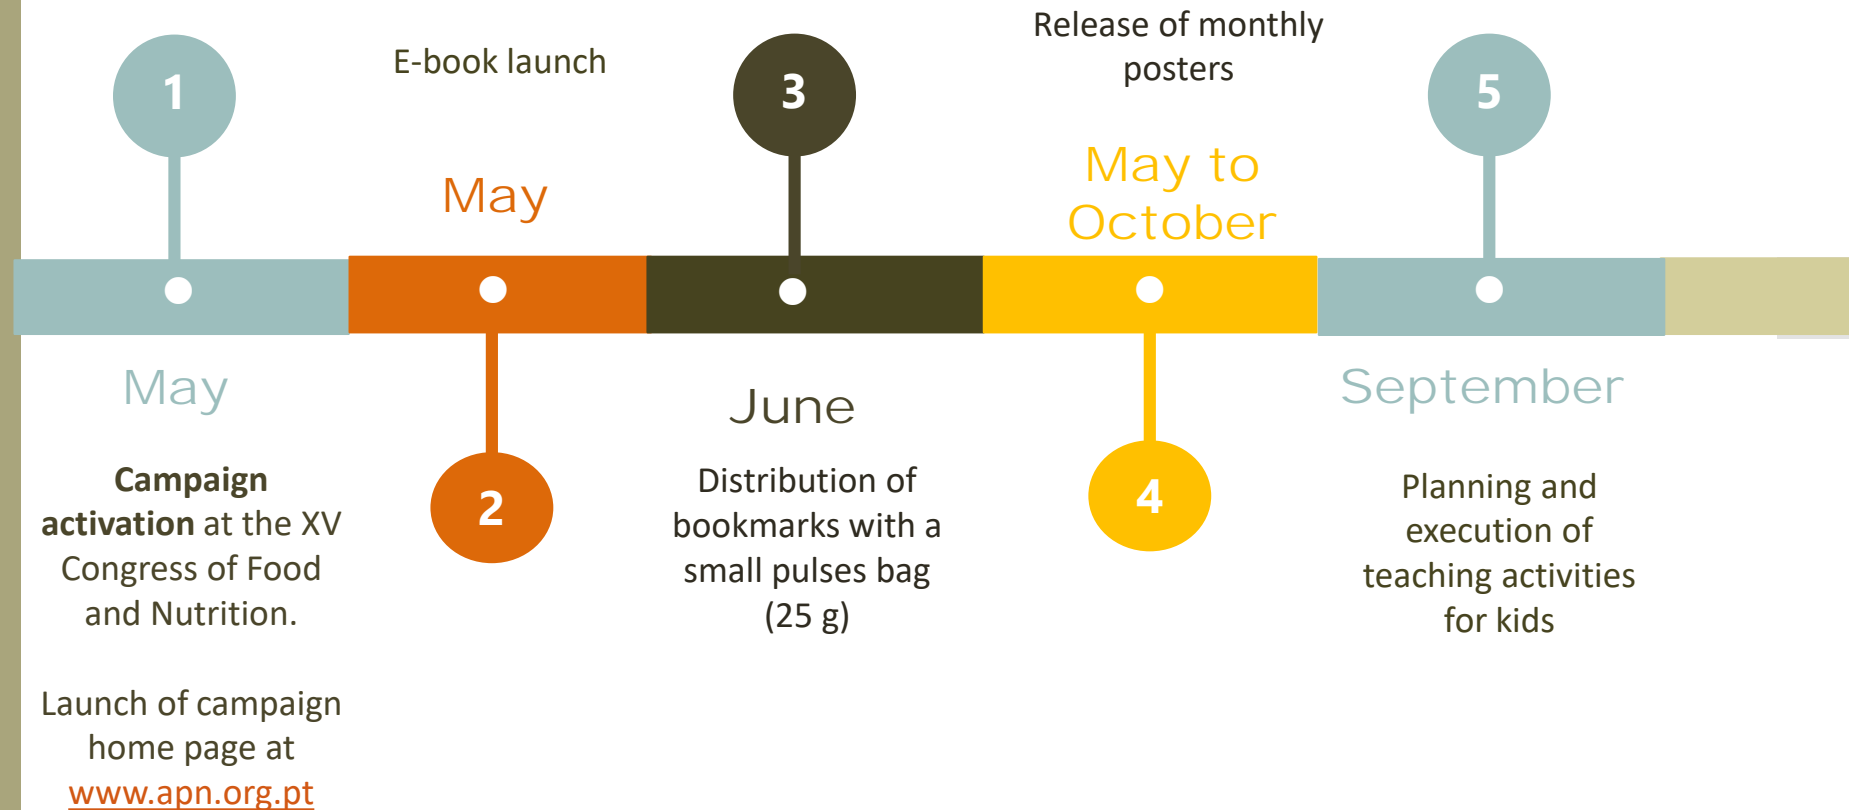 1
May
Campaign
activation at the XV
Congress of Food
and Nutrition.
Launch of campaign
home page at
www.apn.org.pt
E-book launch
May
2
3
June
Distribution of
bookmarks with a
small pulses bag
(25 g)
Release of monthly
posters
May to
October
4
5
September
Planning and
execution of
teaching activities
for kids